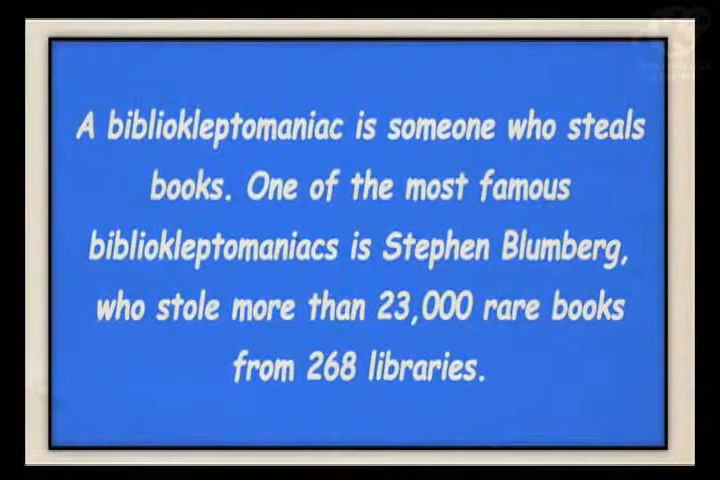 A bibliokleptomaniac is someone who steals
books. One of the most famous
bibliokleptomaniacs is Stephen Blumberg,
who stole more than 23,000 rare books
from 268 libraries.